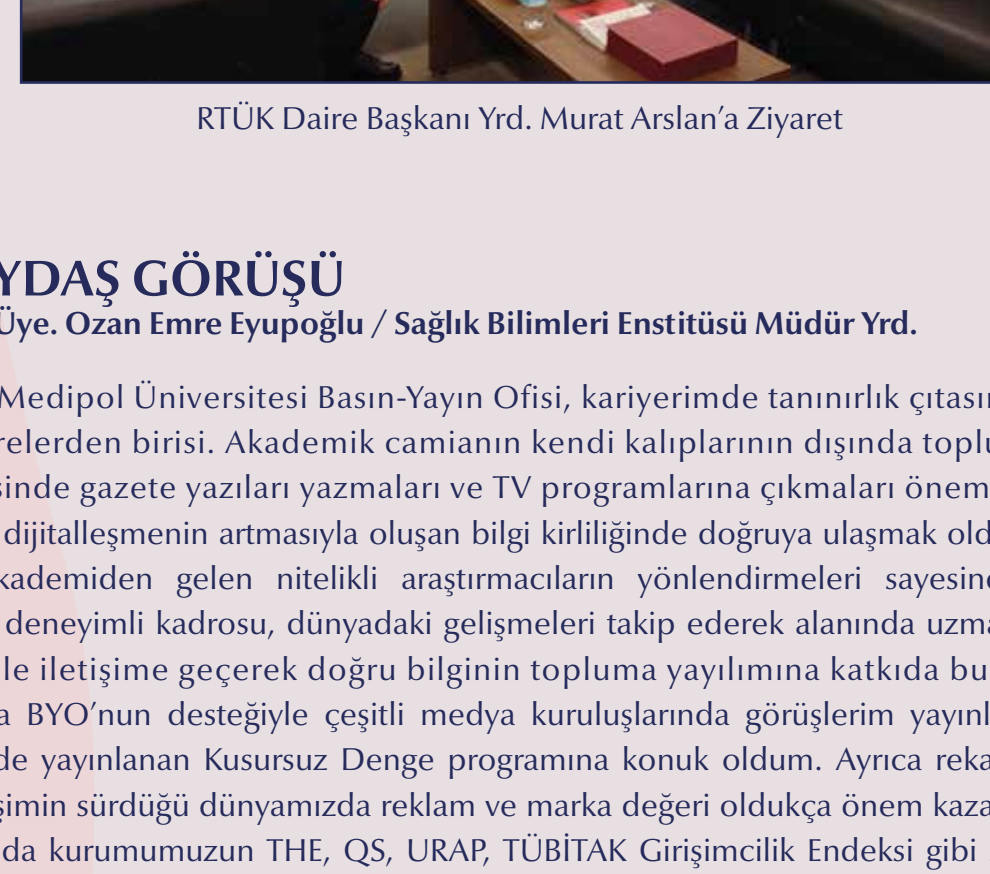 RTÜK Daire Başkanı Yrd. Murat Arslan’a Ziyaret
YDAŞ GÖRÜŞÜ
Üye. Ozan Emre Eyupoğlu / Sağlık Bilimleri Enstitüsü Müdür Yrd.
Medipol Üniversitesi Basın-Yayın Ofisi, kariyerimde tanınırlık çıtasın
relerden birisi. Akademik camianın kendi kalıplarının dışında toplu
sinde gazete yazıları yazmaları ve TV programlarına çıkmaları önem
dijitalleşmenin artmasıyla oluşan bilgi kirliliğinde doğruya ulaşmak old
kademiden gelen nitelikli araştırmacıların yönlendirmeleri sayesinde
deneyimli kadrosu, dünyadaki gelişmeleri takip ederek alanında uzma
le iletişime geçerek doğru bilginin topluma yayılımına katkıda bu
a BYO’nun desteğiyle çeşitli medya kuruluşlarında görüşlerim yayınl
de yayınlanan Kusursuz Denge programına konuk oldum. Ayrıca reka
şimin sürdüğü dünyamızda reklam ve marka değeri oldukça önem kaza
da kurumumuzun THE, QS, URAP, TÜBİTAK Girişimcilik Endeksi gibi